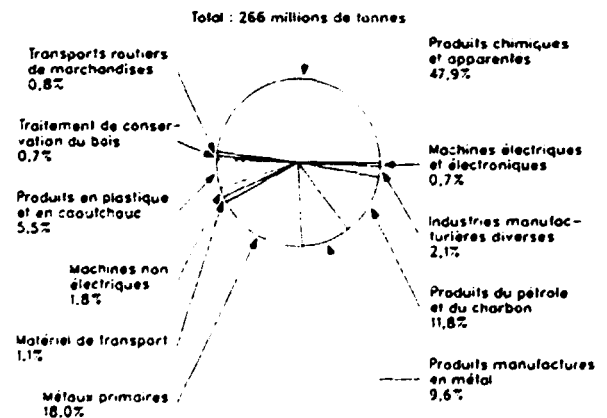 Total : 266 millions de tonnes
Transports routiers
de marchandises
0,8%
Traitement de conser-
vation du bois
0,7%
Produits en plastique
et en caoutchouc
5,5%
Machines non
électriques
1,8%
Matériel de transport
1,1%
Métaux primaires
18,0%
Produits chimiques
et apparentes
47,9%
Machines électriques
et électroniques
0,7%
Industries manufac-
turières diverses
2,1%
Produits du pétrole
et du charbon
11,8%
Produits manufactures
en métal
9,6%